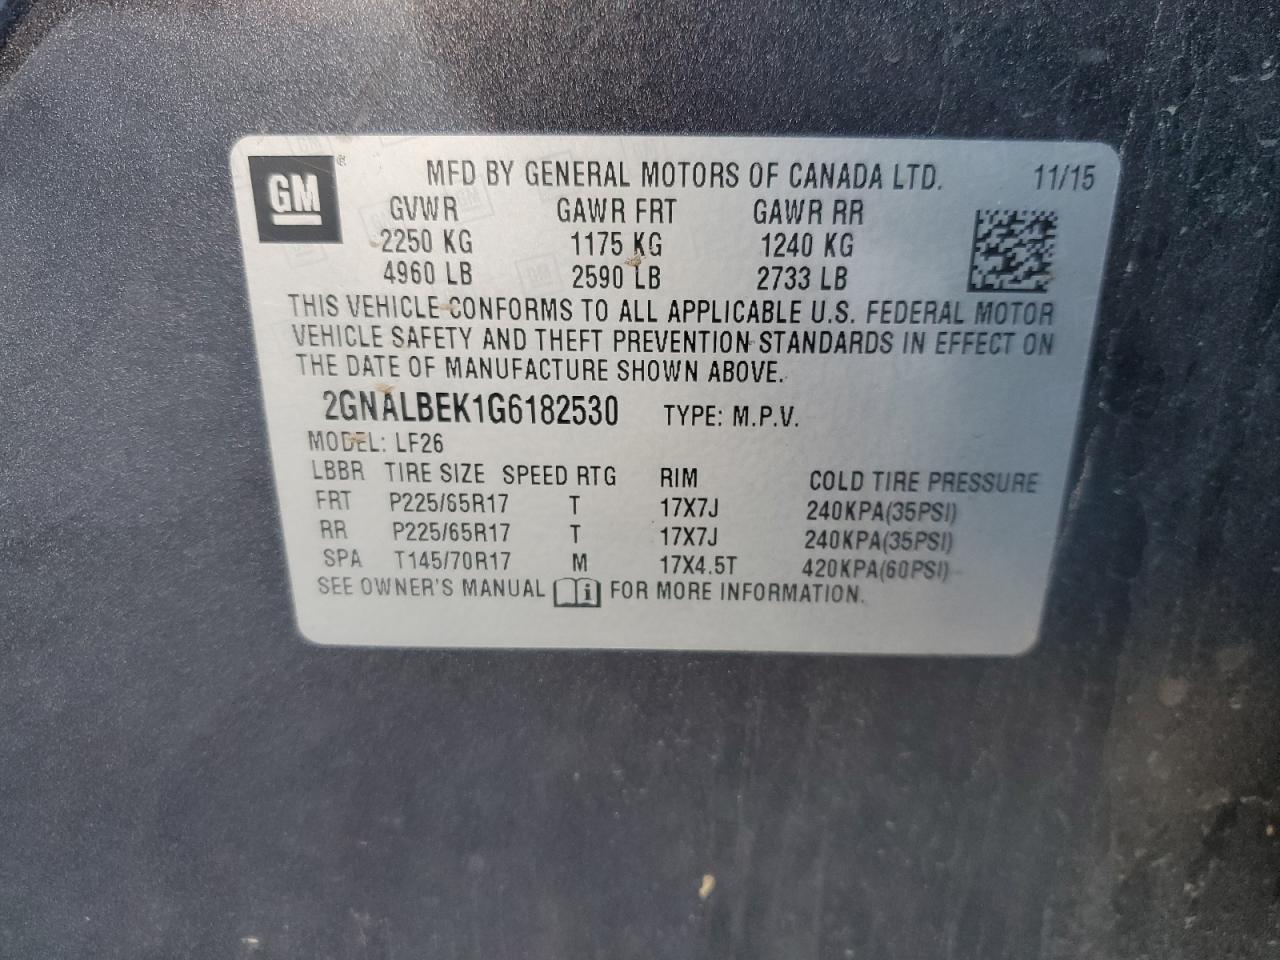 GM ® MFD BY GENERAL MOTORS OF CANADA LTD. 11/15
GVWR GAWR FRT GAWR RR
2250 KG 1175 KG 1240 KG
4960 LB 2590 LB 2733 LB
THIS VEHICLE CONFORMS TO ALL APPLICABLE U.S. FEDERAL MOTOR
VEHICLE SAFETY AND THEFT PREVENTION STANDARDS IN EFFECT ON
THE DATE OF MANUFACTURE SHOWN ABOVE.
2GNALBEK1G6182530 TYPE: M.P.V.
MODEL: LF26
LBBR TIRE SIZE SPEED RTG RIM COLD TIRE PRESSURE
FRT P225/65R17 T 17X7J 240KPA(35PSI)
RR P225/65R17 T 17X7J 240KPA(35PSI)
SPA T145/70R17 M 17X4.5T 420KPA(60PSI)
SEE OWNER'S MANUAL i FOR MORE INFORMATION.